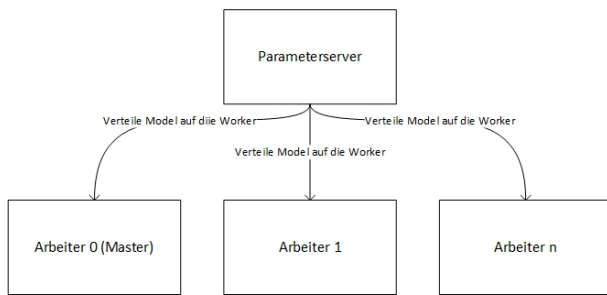 Parameterserver
Verteile Model auf diie Worker
Verteile Model auf die Worker
Verteile Model auf die Worker
Arbeiter 0 (Master)
Arbeiter 1
Arbeiter n